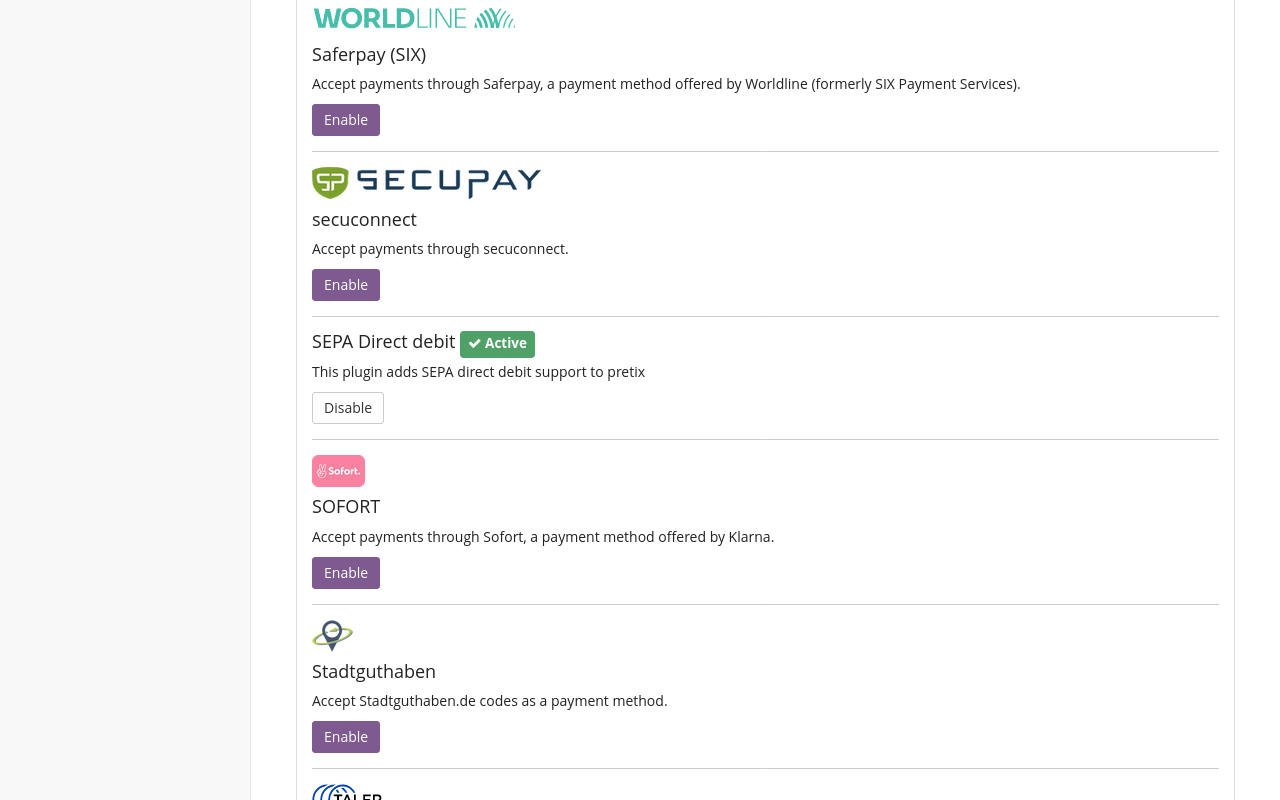 WORLDLINE
Saferpay (SIX)
Accept payments through Saferpay, a payment method offered by Worldline (formerly SIX Payment Services).
Enable
SP SECUPAY
secuconnect
Accept payments through secuconnect.
Enable
SEPA Direct debit Active
This plugin adds SEPA direct debit support to pretix
Disable
Sofort.
SOFORT
Accept payments through Sofort, a payment method offered by Klarna.
Enable
Stadtguthaben
Accept Stadtguthaben.de codes as a payment method.
Enable
TALER